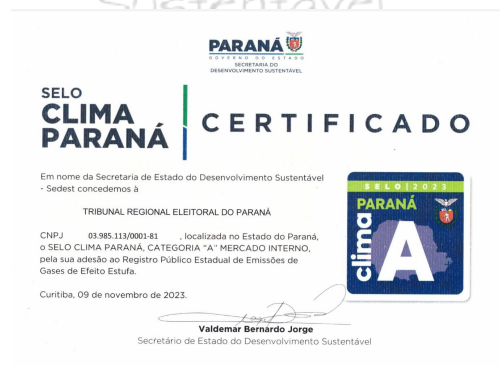 Sustentável
PARANÁ
GOVERNO DO ESTADO
SECRETARIA DO
DESENVOLVIMENTO SUSTENTÁVEL
SELO
CLIMA
PARANÁ
CERTIFICADO
Em nome da Secretaria de Estado do Desenvolvimento Sustentável
- Sedest concedemos à
TRIBUNAL REGIONAL ELEITORAL DO PARANÁ
CNPJ 03.985.113/0001-81 , localizada no Estado do Paraná,
o SELO CLIMA PARANÁ, CATEGORIA “A” MERCADO INTERNO,
pela sua adesão ao Registro Público Estadual de Emissões de
Gases de Efeito Estufa.
SELO | 2023
PARANÁ
clima
A
Curitiba, 09 de novembro de 2023.
Valdemar Bernardo Jorge
Secretário de Estado do Desenvolvimento Sustentável